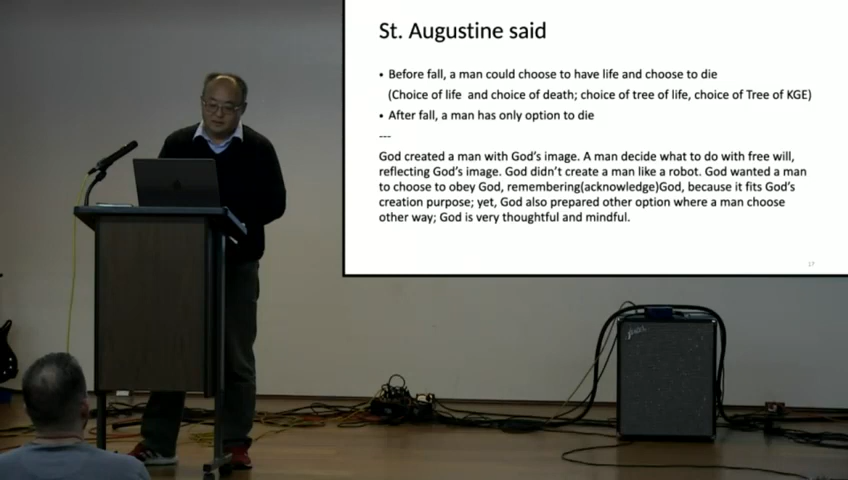 St. Augustine said
• Before fall, a man could choose to have life and choose to die
(Choice of life and choice of death; choice of tree of life, choice of Tree of KGE)
• After fall, a man has only option to die
---
God created a man with God's image. A man decide what to do with free will,
reflecting God's image. God didn't create a man like a robot. God wanted a man
to choose to obey God, remembering(acknowledge)God, because it fits God's
creation purpose; yet, God also prepared other option where a man choose
other way; God is very thoughtful and mindful.
17